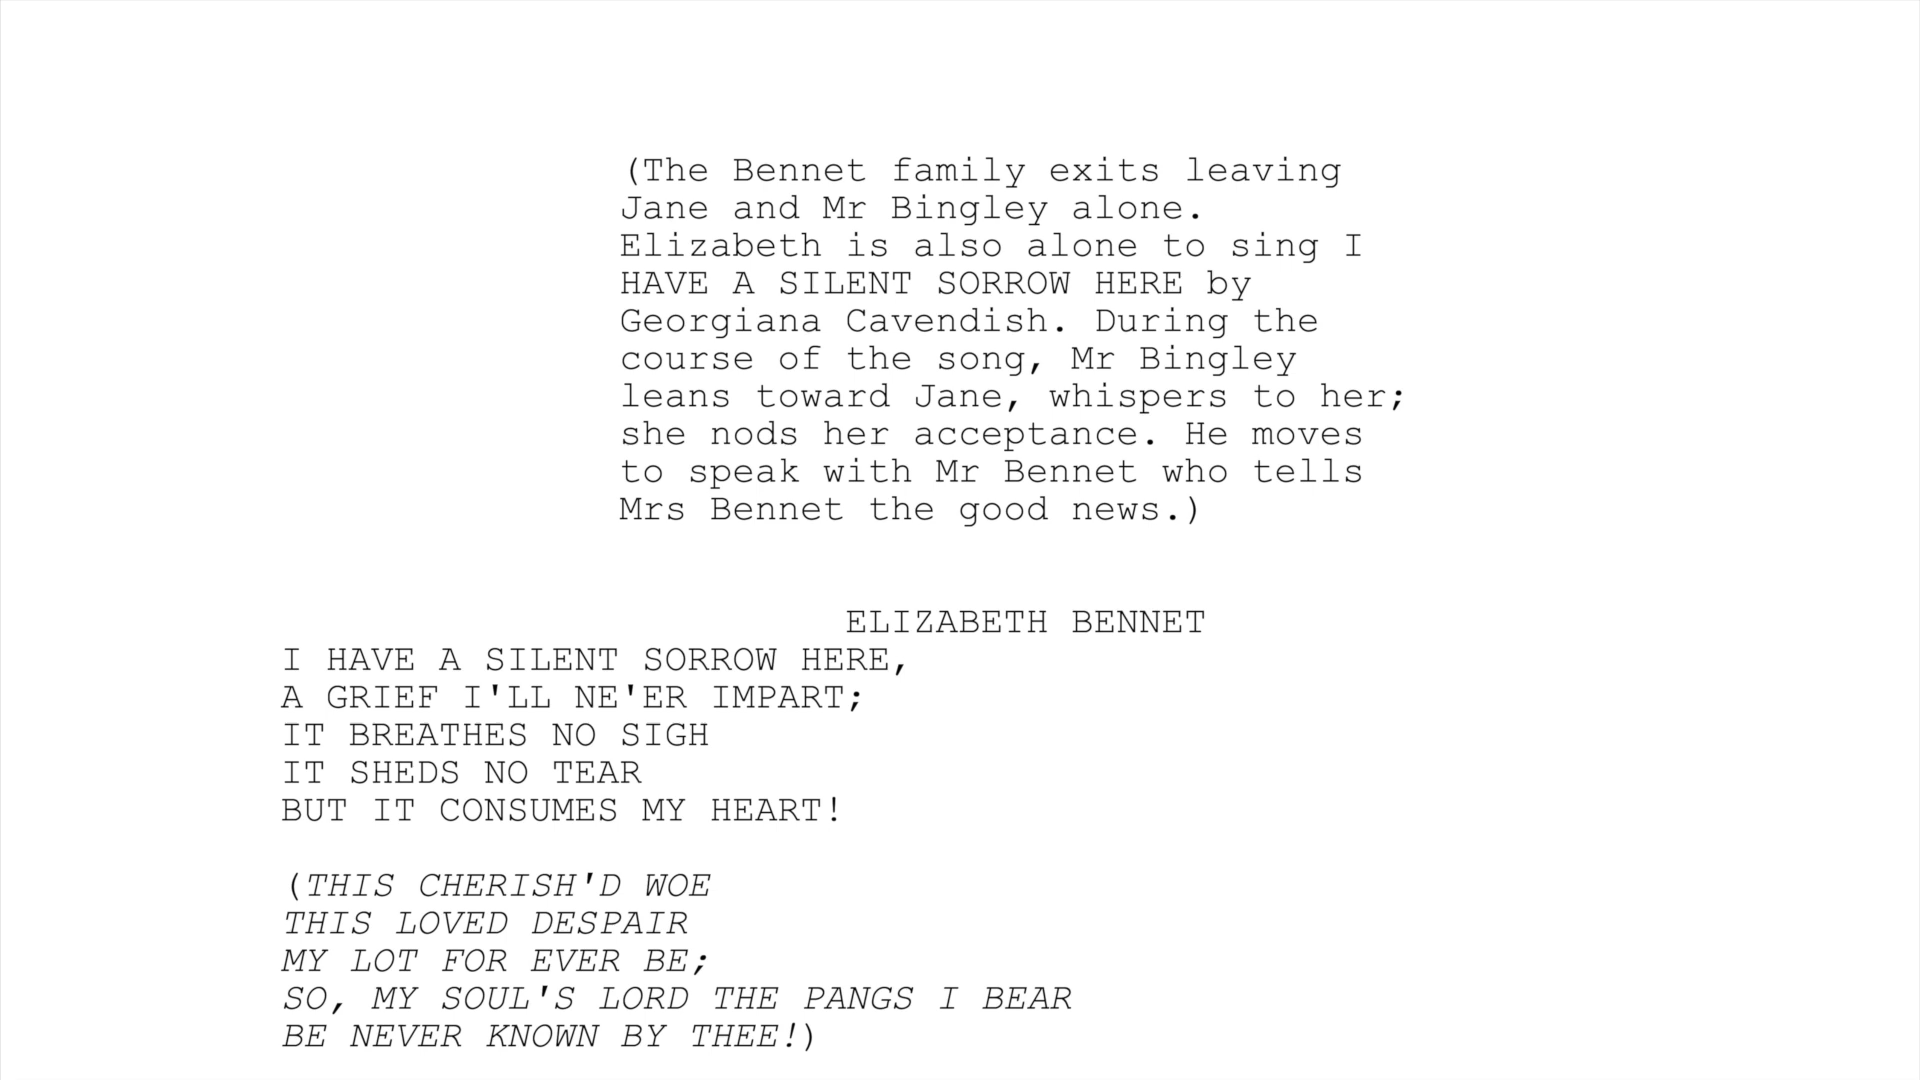 (The Bennet family exits leaving
Jane and Mr Bingley alone.
Elizabeth is also alone to sing I
HAVE A SILENT SORROW HERE by
Georgiana Cavendish. During the
course of the song, Mr Bingley
leans toward Jane, whispers to her;
she nods her acceptance. He moves
to speak with Mr Bennet who tells
Mrs Bennet the good news.)
ELIZABETH BENNET
I HAVE A SILENT SORROW HERE,
A GRIEF I'LL NE'ER IMPART;
IT BREATHES NO SIGH
IT SHEDS NO TEAR
BUT IT CONSUMES MY HEART!
(THIS CHERISH'D WOE
THIS LOVED DESPAIR
MY LOT FOR EVER BE;
SO, MY SOUL'S LORD THE PANGS I BEAR
BE NEVER KNOWN BY THEE!)